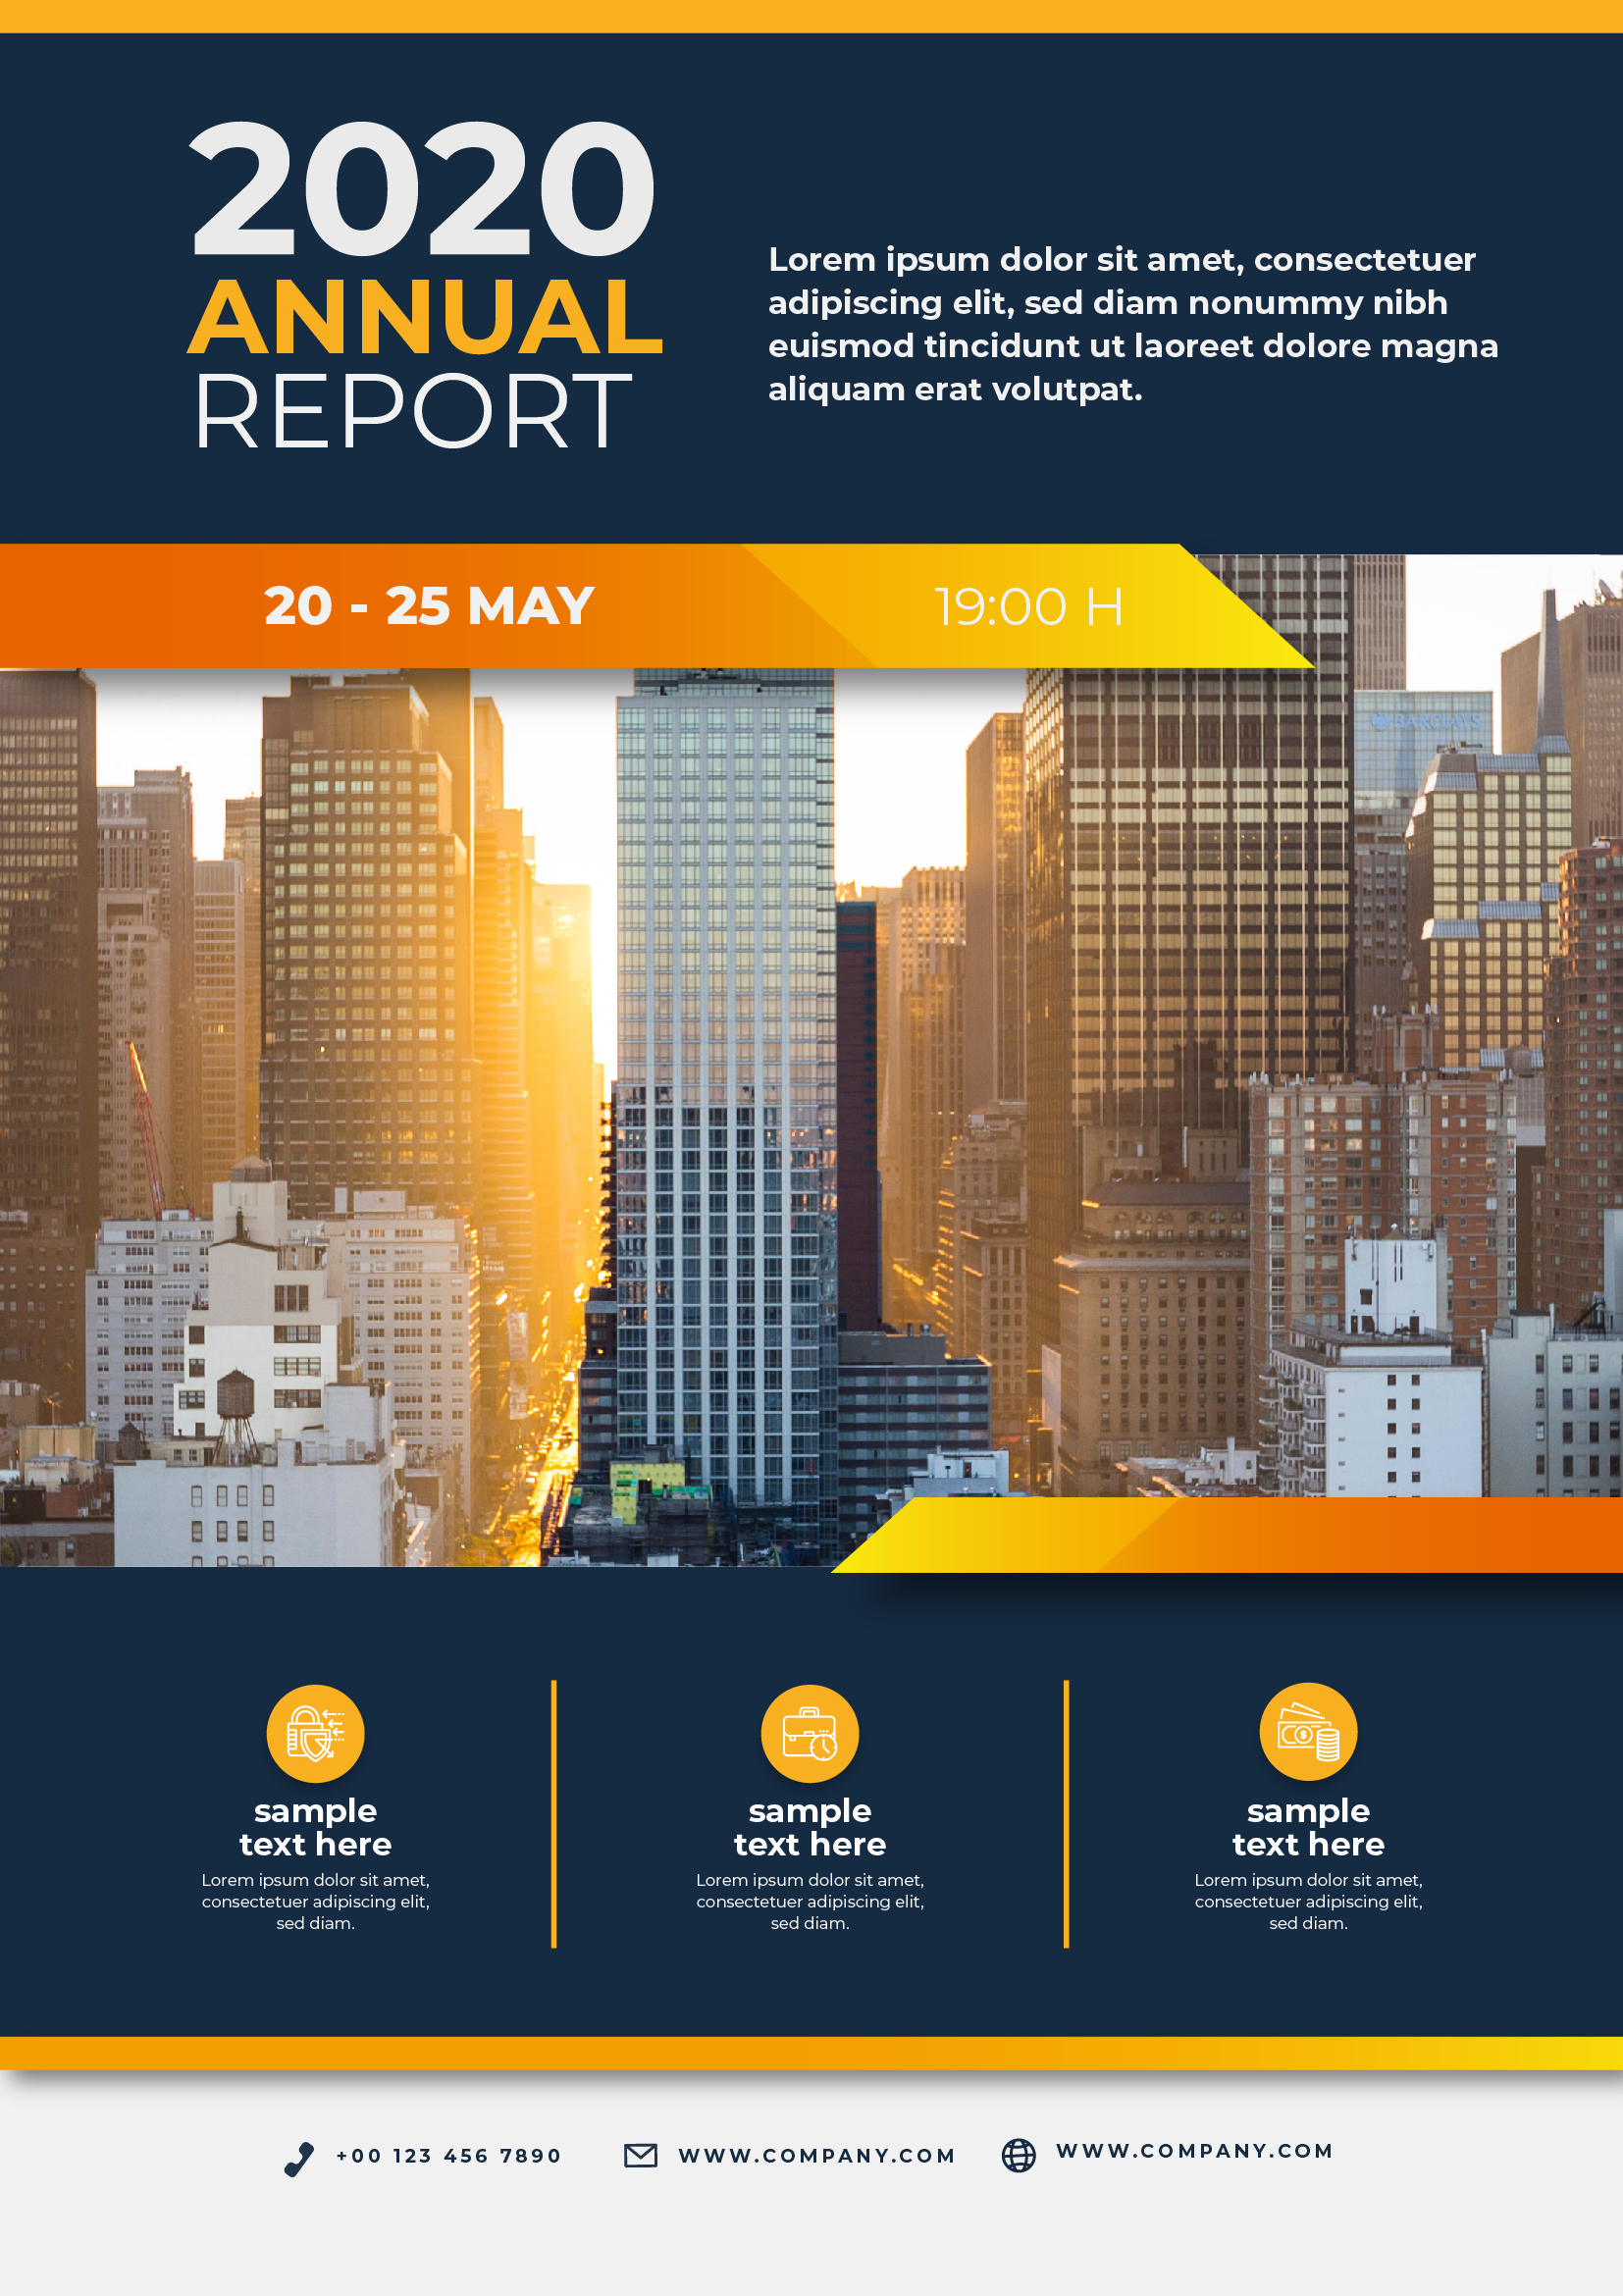 2020
ANNUAL
REPORT
Lorem ipsum dolor sit amet, consectetuer
adipiscing elit, sed diam nonummy nibh
euismod tincidunt ut laoreet dolore magna
aliquam erat volutpat.
20 - 25 MAY
19:00 H
BARCLAYS
sample
text here
Lorem ipsum dolor sit amet,
consectetuer adipiscing elit,
sed diam.
sample
text here
Lorem ipsum dolor sit amet,
consectetuer adipiscing elit,
sed diam.
sample
text here
Lorem ipsum dolor sit amet,
consectetuer adipiscing elit,
sed diam.
+00 123 456 7890
WWW.COMPANY.COM
WWW.COMPANY.COM